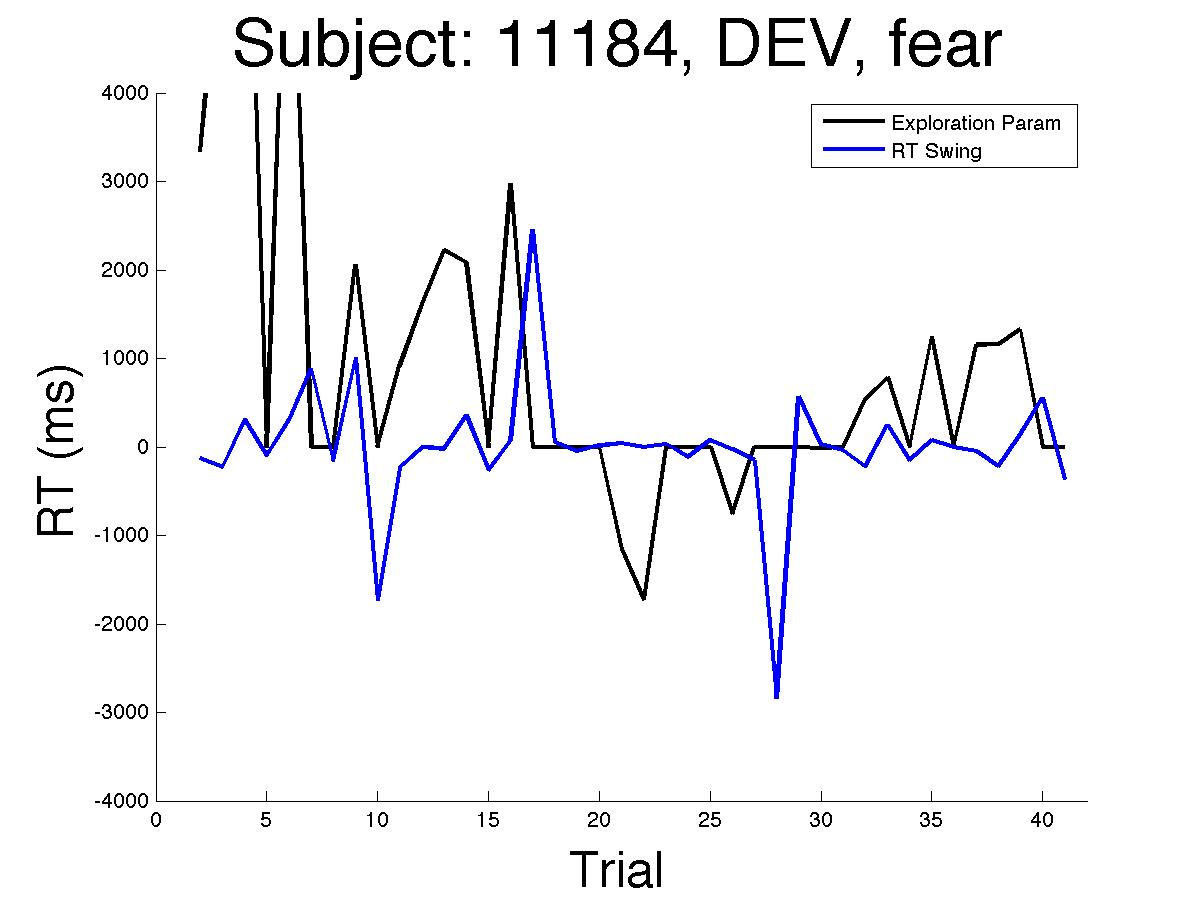 Subject: 11184, DEV, fear
Exploration Param
RT Swing
4000
3000
2000
1000
0
-1000
-2000
-3000
-4000
RT (ms)
0 5 10 15 20 25 30 35 40
Trial